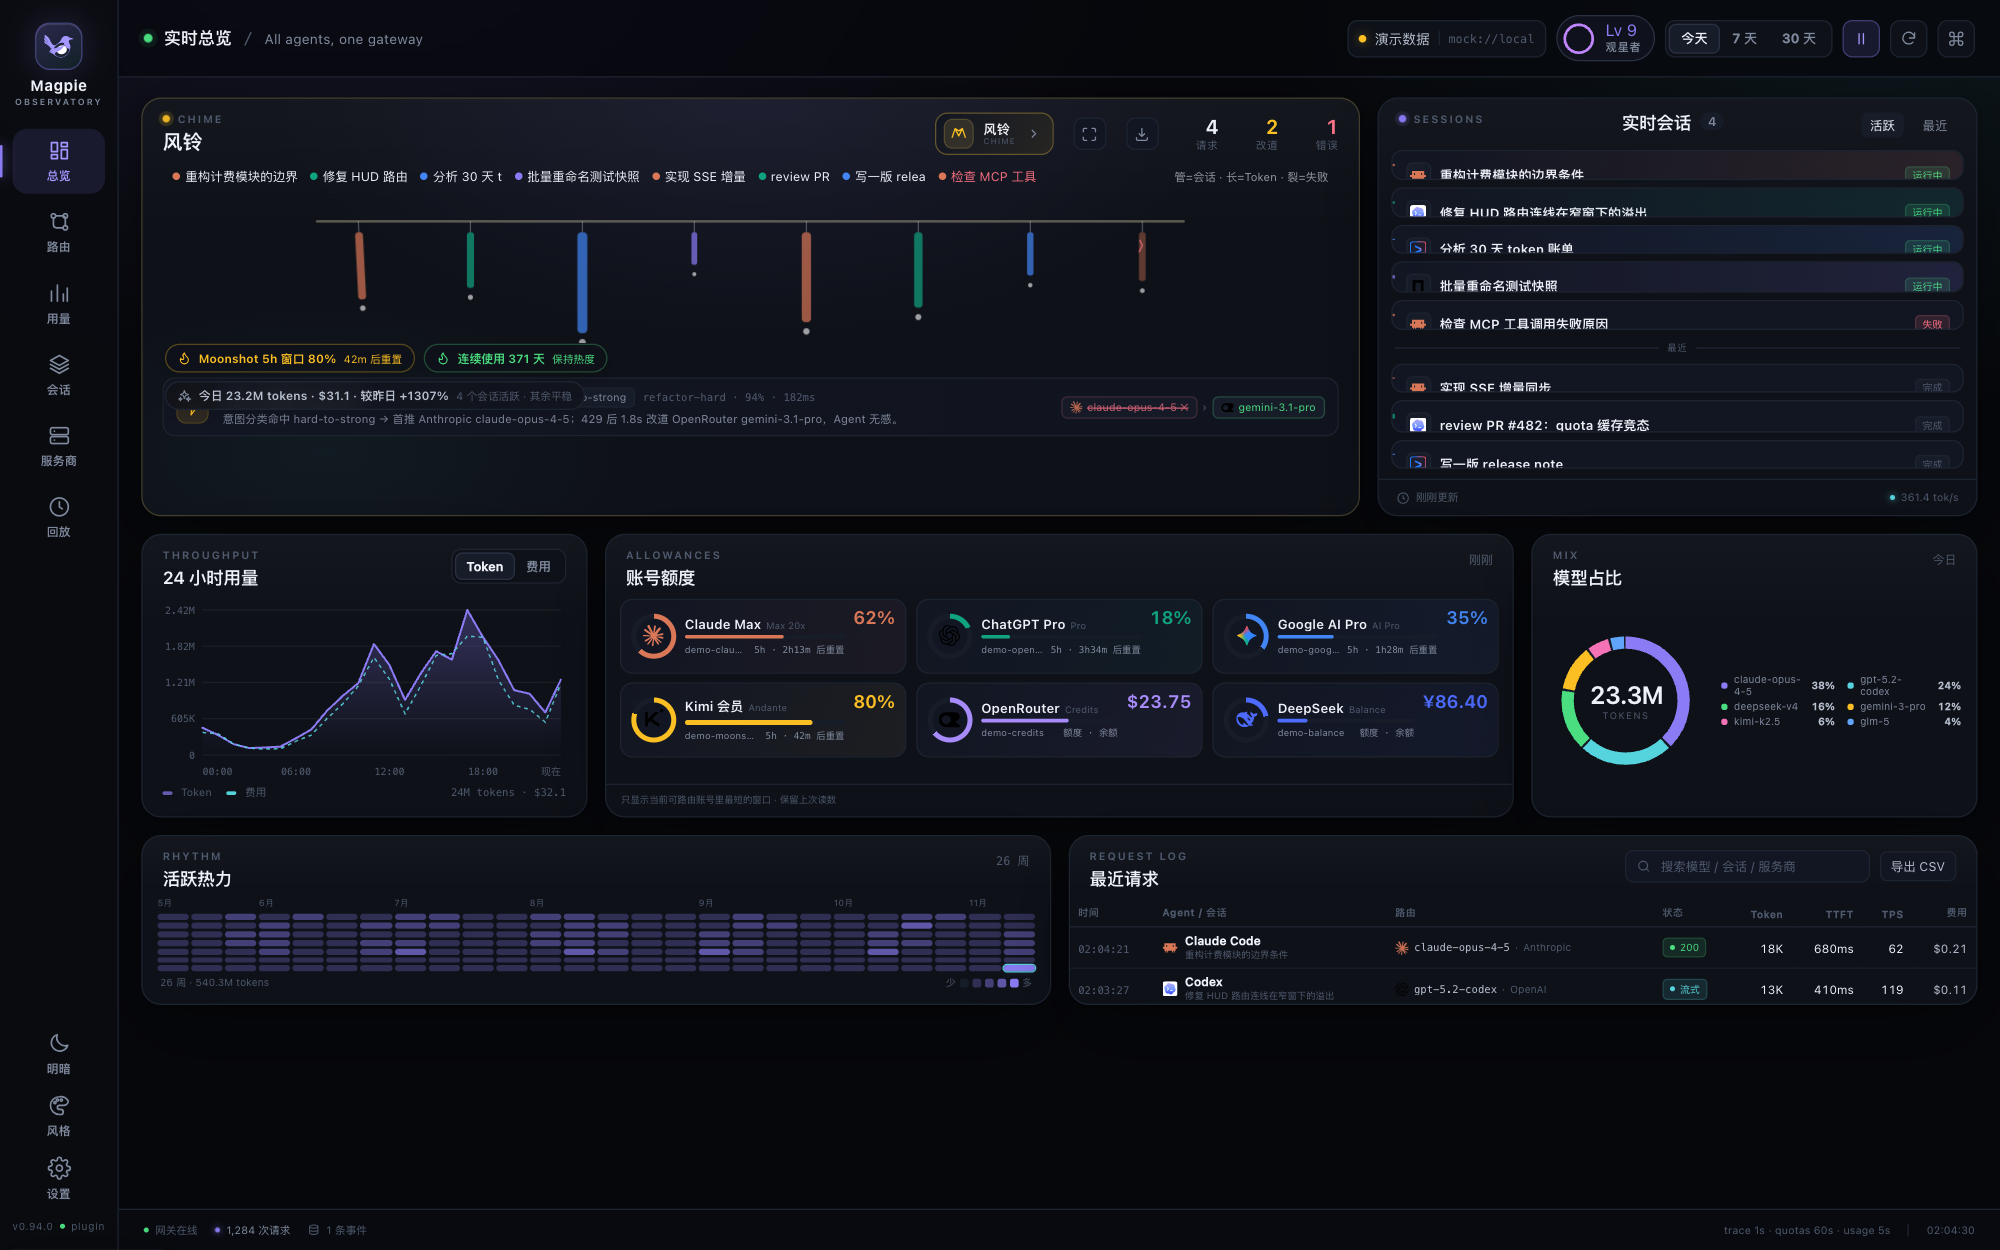 Magpie
OBSERVATORY
总览
路由
用量
会话
服务商
回放
明暗
风格
设置
v0.94.0 plugin
实时总览 / All agents, one gateway
演示数据 mock://local
Lv 9
观星者
今天 7 天 30 天
CHIME
风铃
风铃
CHIME
4 2 1
请求 改道 错误
重构计费模块的边界 修复 HUD 路由 分析 30 天 t 批量重命名测试快照 实现 SSE 增量 review PR 写一版 relea 检查 MCP 工具
管=会话 · 长=Token · 裂=失败
Moonshot 5h 窗口 80% 42m 后重置
连续使用 371 天 保持热度
今日 23.2M tokens · $31.1 · 较昨日 +1307% 4 个会话活跃 · 其余平稳
o-strong refactor-hard · 94% · 182ms
意图分类命中 hard-to-strong → 首推 Anthropic claude-opus-4-5; 429 后 1.8s 改道 OpenRouter gemini-3.1-pro, Agent 无感。
claude-opus-4-5 ✕ › gemini-3.1-pro
SESSIONS
实时会话 4
活跃 最近
重构计费模块的边界条件 运行中
修复 HUD 路由连线在窄窗下的溢出 运行中
分析 30 天 token 账单 运行中
批量重命名测试快照 运行中
检查 MCP 工具调用失败原因 失败
最近
实现 SSE 增量同步 完成
review PR #482: quota 缓存竞态 完成
写一版 release note 完成
刚刚更新 361.4 tok/s
THROUGHPUT
24 小时用量
Token 费用
2.42M
1.82M
1.21M
605K
0
00:00 06:00 12:00 18:00 现在
Token 费用 24M tokens · $32.1
ALLOWANCES
账号额度
刚刚
Claude Max Max 20x 62%
demo-clau… 5h · 2h13m 后重置
ChatGPT Pro Pro 18%
demo-open… 5h · 3h34m 后重置
Google AI Pro AI Pro 35%
demo-goog… 5h · 1h28m 后重置
Kimi 会员 Andante 80%
demo-moons… 5h · 42m 后重置
OpenRouter Credits $23.75
demo-credits 额度 · 余额
DeepSeek Balance ¥86.40
demo-balance 额度 · 余额
只显示当前可路由账号里最短的窗口 · 保留上次读数
MIX
模型占比
今日
23.3M
TOKENS
claude-opus-4-5 38% gpt-5.2-codex 24%
deepseek-v4 16% gemini-3-pro 12%
kimi-k2.5 6% glm-5 4%
RHYTHM
活跃热力
26 周
5月 6月 7月 8月 9月 10月 11月
26 周 · 540.3M tokens
少 多
REQUEST LOG
最近请求
搜索模型 / 会话 / 服务商
导出 CSV
时间 Agent / 会话 路由 状态 Token TTFT TPS 费用
02:04:21 Claude Code claude-opus-4-5 · Anthropic 200 18K 680ms 62 $0.21
重构计费模块的边界条件
02:03:27 Codex gpt-5.2-codex · OpenAI 流式 13K 410ms 119 $0.11
修复 HUD 路由连线在窄窗下的溢出
网关在线 1,284 次请求 1 条事件
trace 1s · quotas 60s · usage 5s 02:04:30